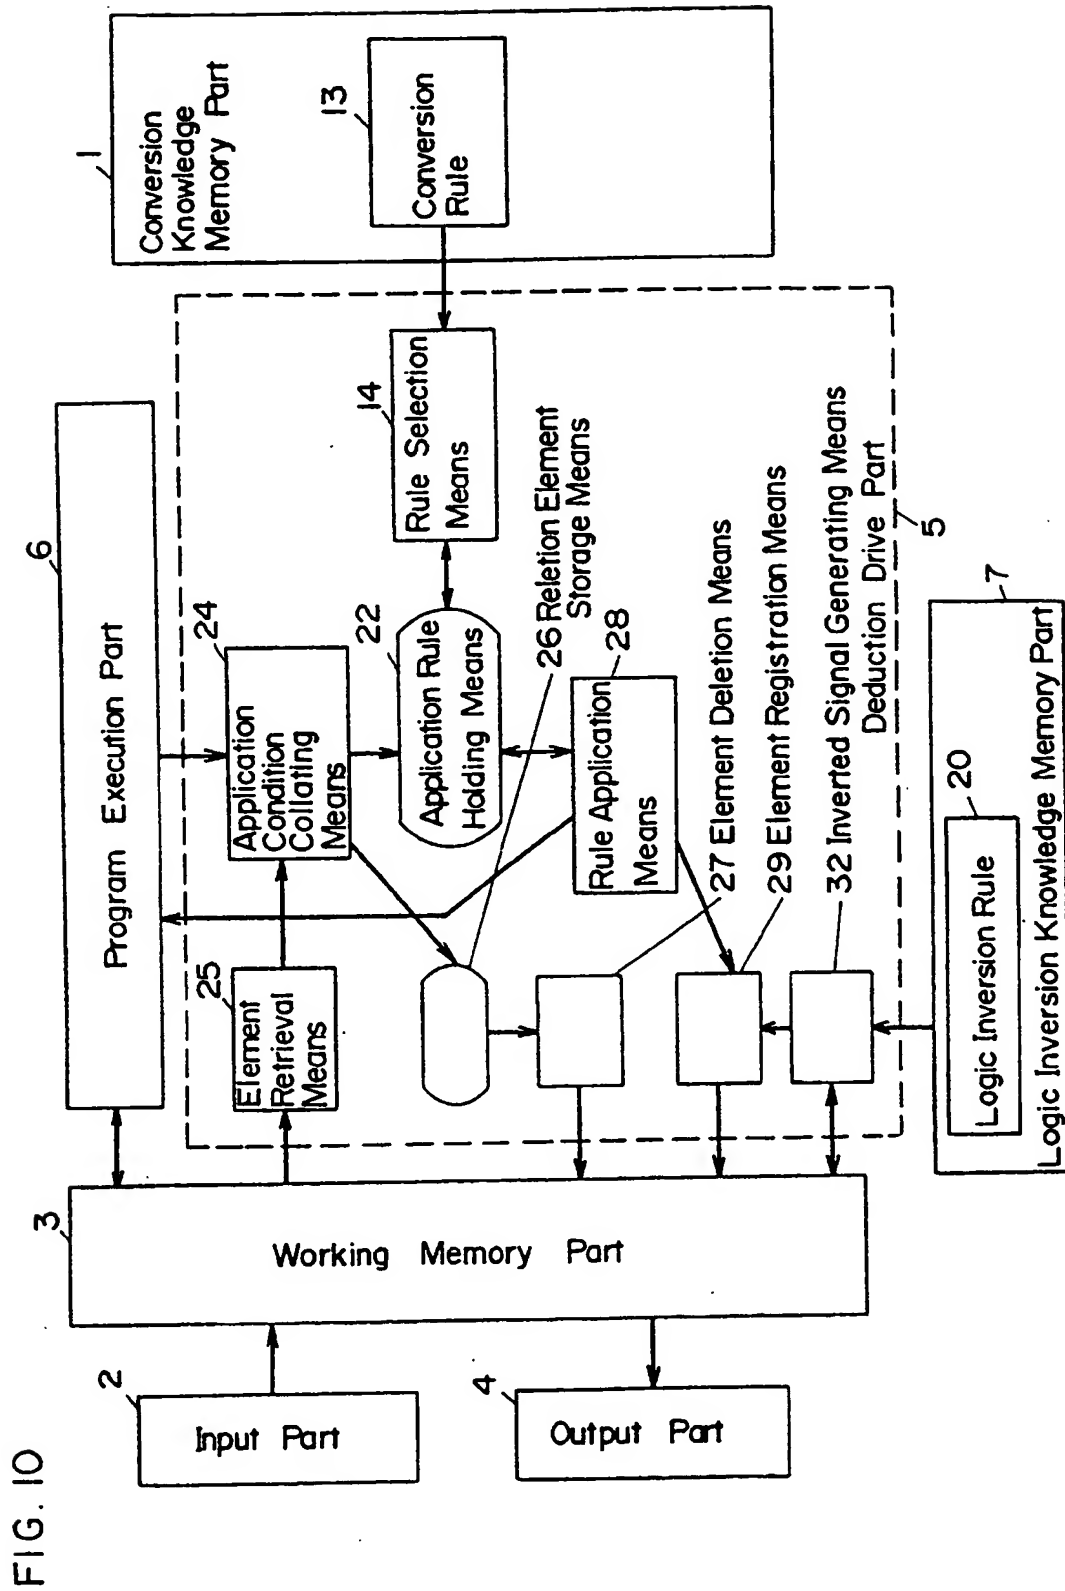 FIG. 10
6
Program Execution Part
3
Working Memory Part
2
Input Part
4
Output Part
25
Element
Retrieval
Means
24
Application
Condition
Collating
Means
22
Application Rule
Holding Means
14
Rule Selection
Means
1
Conversion
Knowledge
Memory Part
13
Conversion
Rule
26 Reletion Element
Storage Means
28
Rule Application
Means
27 Element Deletion Means
29 Element Registration Means
32 Inverted Signal Generating Means
Deduction Drive Part
5
7
20
Logic Inversion Rule
Logic Inversion Knowledge Memory Part